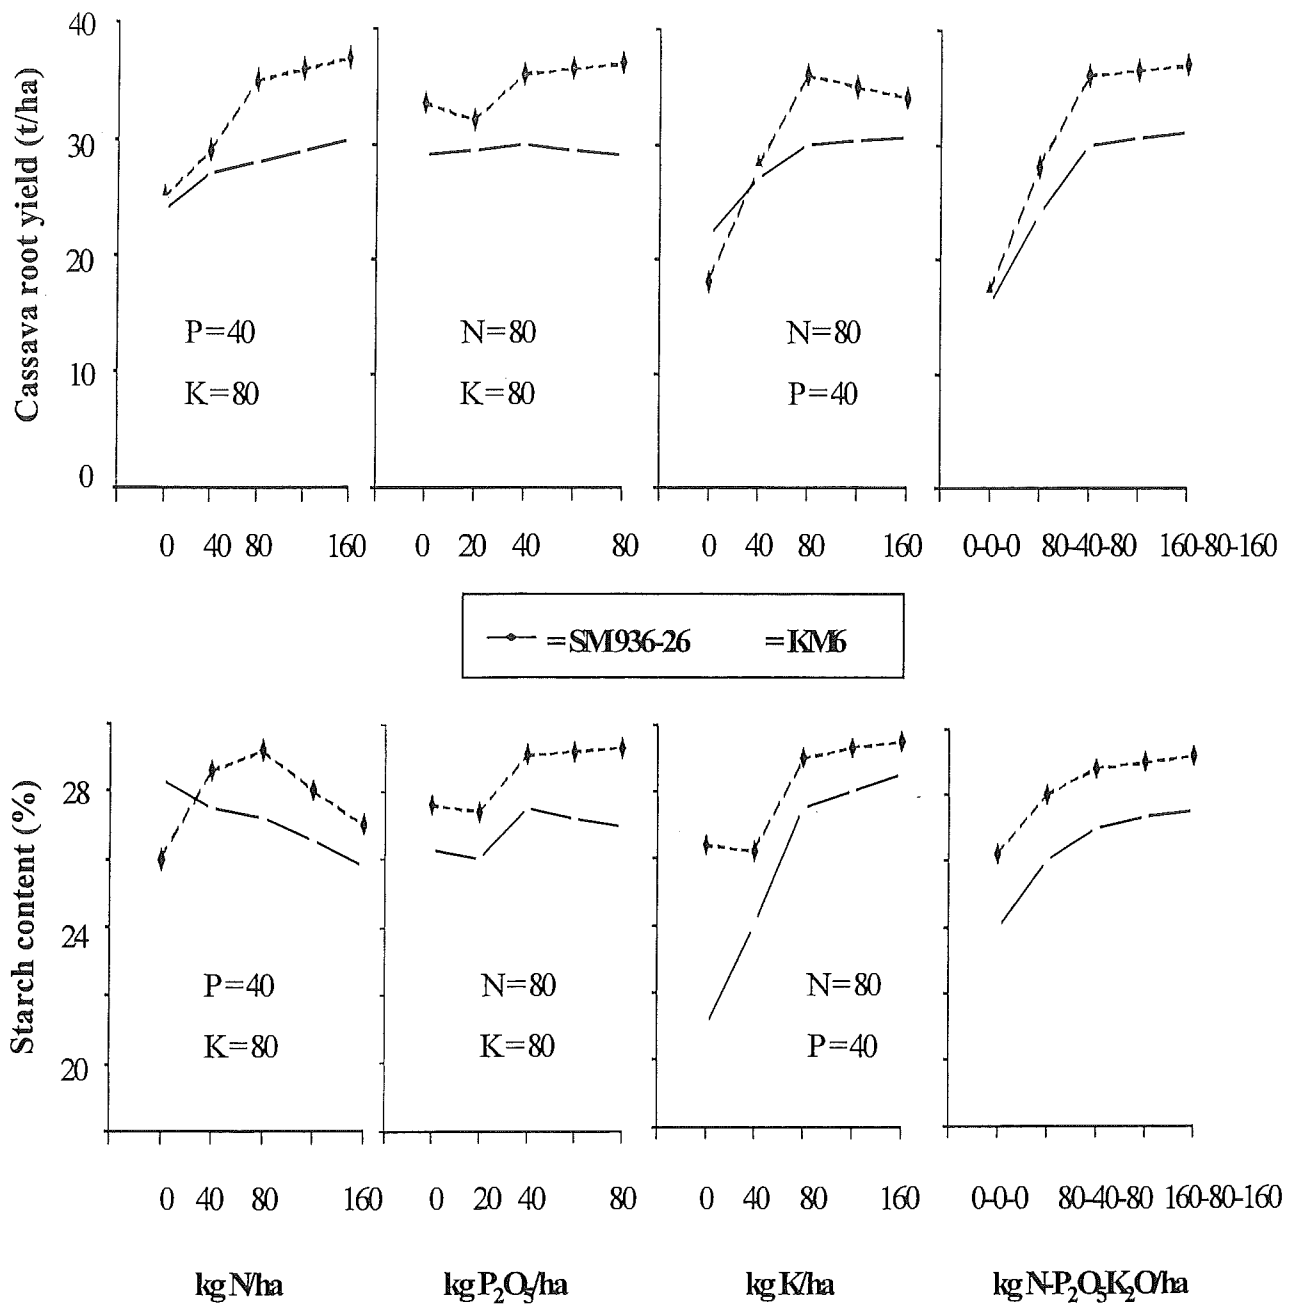 Cassava root yield (t/ha)
40
30
20
10
0
P=40
K=80
N=80
K=80
N=80
P=40
0 40 80 160
0 20 40 80
0 40 80 160
0-0-0 80-40-80 160-80-160
=SM936-26 =KM6
Starch content (%)
28
24
20
P=40
K=80
N=80
K=80
N=80
P=40
0 40 80 160
0 20 40 80
0 40 80 160
0-0-0 80-40-80 160-80-160
kg N/ha
kg P₂O₅/ha
kg K/ha
kg N-P₂O₅-K₂O/ha